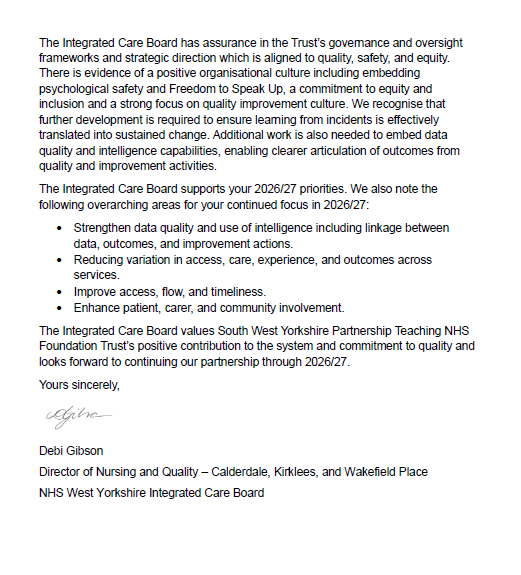 The Integrated Care Board has assurance in the Trust's governance and oversight
frameworks and strategic direction which is aligned to quality, safety, and equity.
There is evidence of a positive organisational culture including embedding
psychological safety and Freedom to Speak Up, a commitment to equity and
inclusion and a strong focus on quality improvement culture. We recognise that
further development is required to ensure learning from incidents is effectively
translated into sustained change. Additional work is also needed to embed data
quality and intelligence capabilities, enabling clearer articulation of outcomes from
quality and improvement activities.
The Integrated Care Board supports your 2026/27 priorities. We also note the
following overarching areas for your continued focus in 2026/27:
• Strengthen data quality and use of intelligence including linkage between
data, outcomes, and improvement actions.
• Reducing variation in access, care, experience, and outcomes across
services.
• Improve access, flow, and timeliness.
• Enhance patient, carer, and community involvement.
The Integrated Care Board values South West Yorkshire Partnership Teaching NHS
Foundation Trust's positive contribution to the system and commitment to quality and
looks forward to continuing our partnership through 2026/27.
Yours sincerely,
Debi Gibson
Director of Nursing and Quality – Calderdale, Kirklees, and Wakefield Place
NHS West Yorkshire Integrated Care Board